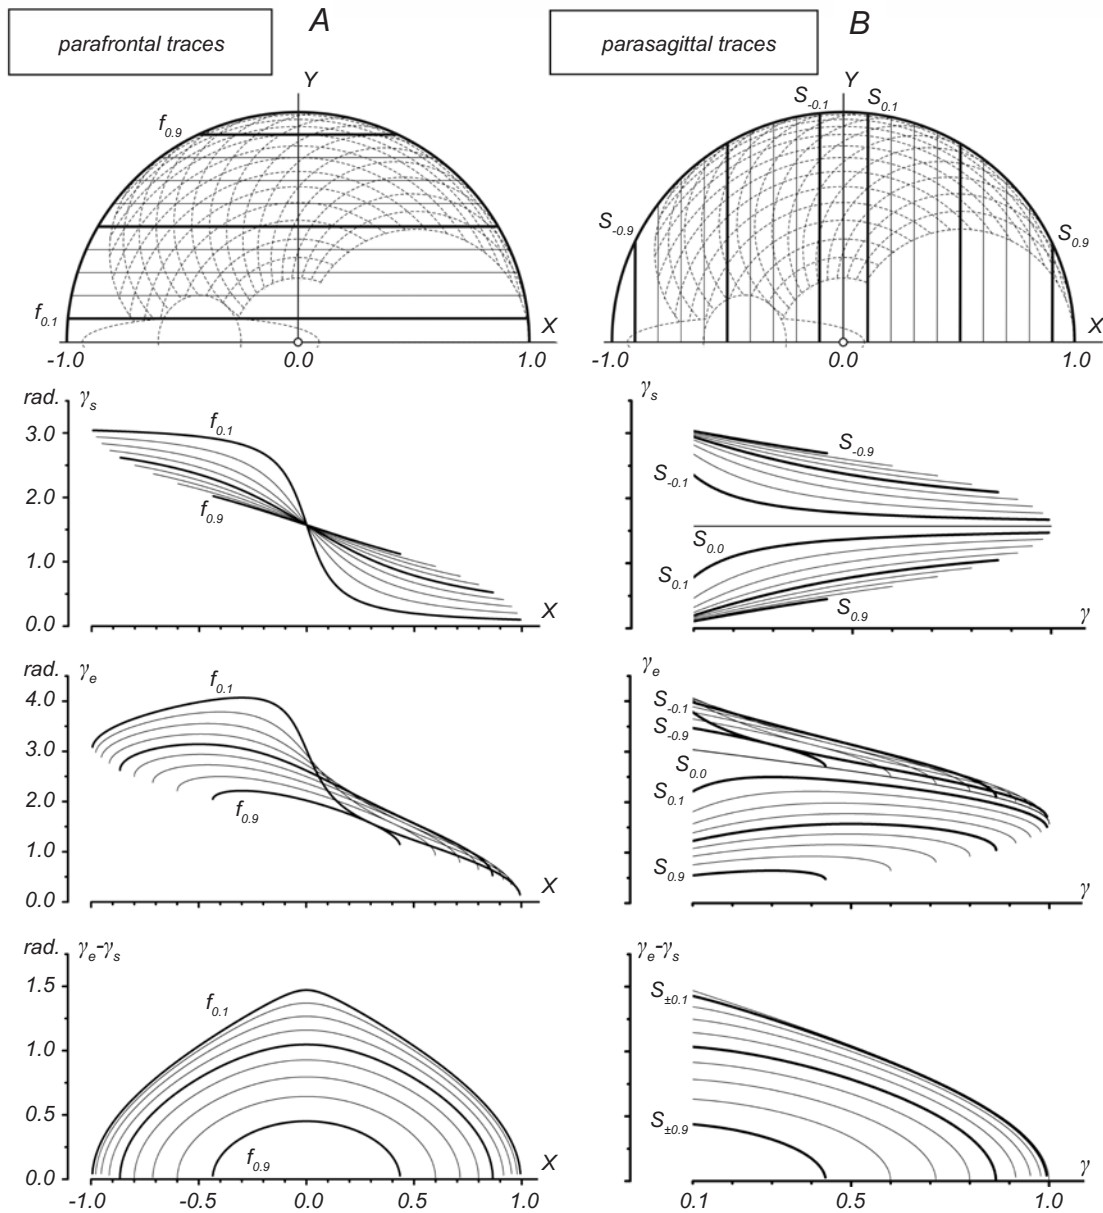 A
B
parafrontal traces
parasagittal traces
Y
Y
f0.9
S-0.1
S0.1
S-0.9
S0.9
f0.1
X
X
-1.0
0.0
1.0
-1.0
0.0
1.0
rad.
γs
γs
3.0
2.0
1.0
0.0
f0.1
f0.9
X
S-0.9
S-0.1
S0.0
S0.1
S0.9
γ
rad.
γe
γe
4.0
3.0
2.0
1.0
0.0
f0.1
f0.9
X
S-0.1
S-0.9
S0.0
S0.1
S0.9
γ
rad.
γe-γs
γe-γs
1.5
1.0
0.5
0.0
f0.1
f0.9
X
S±0.1
S±0.9
γ
-1.0
-0.5
0.0
0.5
1.0
0.1
0.5
1.0